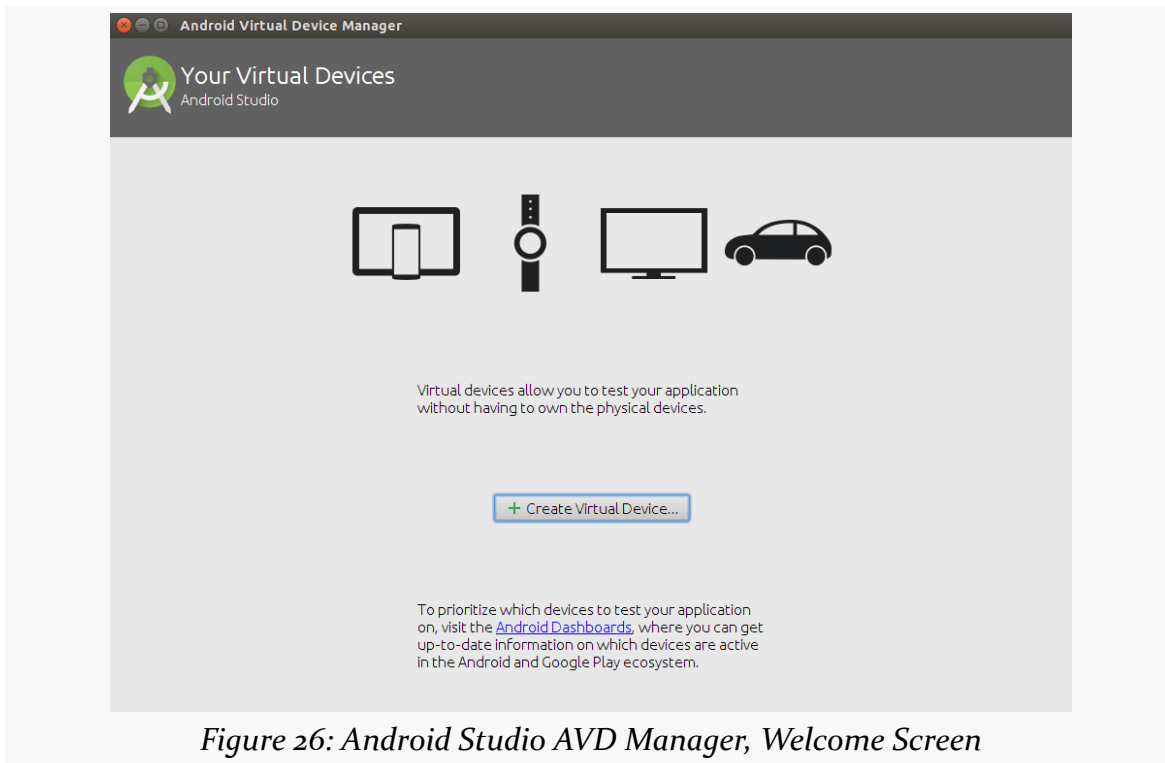 Android Virtual Device Manager
Your Virtual Devices
Android Studio
Virtual devices allow you to test your application
without having to own the physical devices.
+ Create Virtual Device...
To prioritize which devices to test your application
on, visit the Android Dashboards, where you can get
up-to-date information on which devices are active
in the Android and Google Play ecosystem.
Figure 26: Android Studio AVD Manager, Welcome Screen